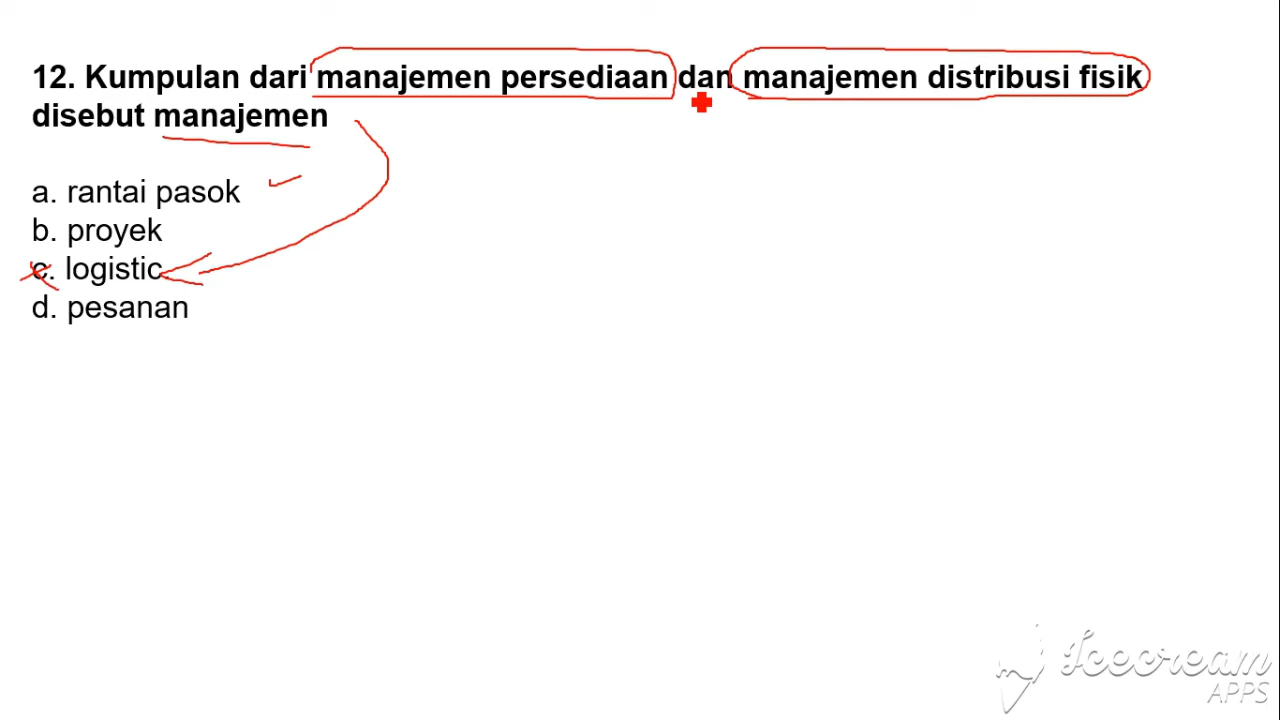 12. Kumpulan dari manajemen persediaan dan manajemen distribusi fisik
disebut manajemen
a. rantai pasok
b. proyek
c. logistic
d. pesanan
Icecream
APPS